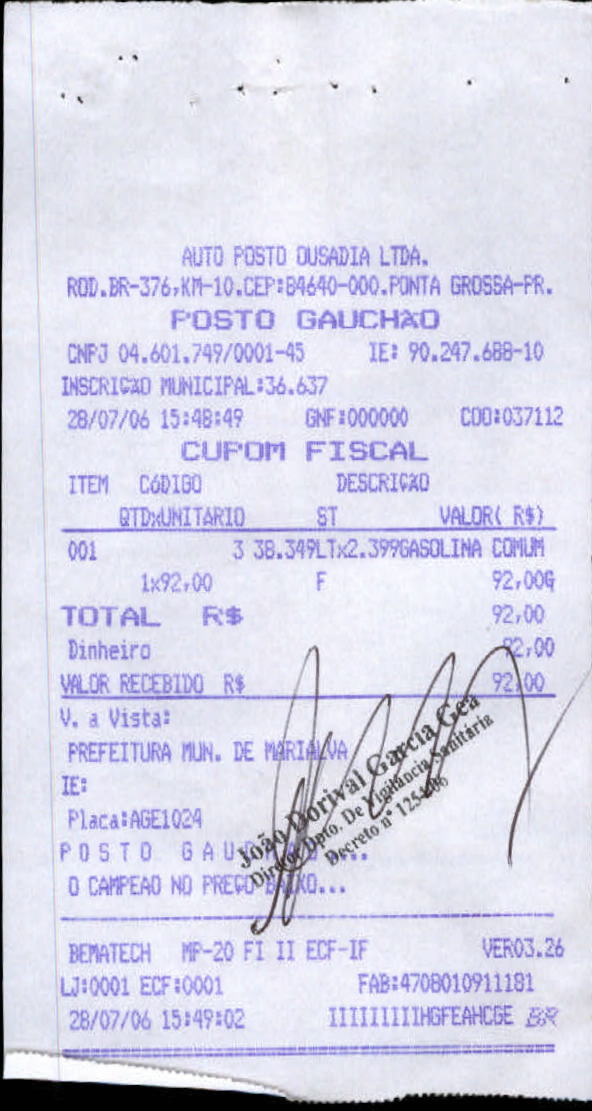 AUTO POSTO OUSADIA LTDA.
ROD.BR-376,KM-10.CEP:84640-000.PONTA GROSSA-PR.
POSTO GAUCHÃO
CNPJ 04.601.749/0001-45 IE: 90.247.688-10
INSCRIÇÃO MUNICIPAL:36.637
28/07/06 15:48:49 GNF:000000 COO:037112
CUPOM FISCAL
ITEM CÓDIGO DESCRIÇÃO
QTDxUNITÁRIO ST VALOR( R$)
001 3 38.349LTx2.399GASOLINA COMUM
1x92,00 F 92,00G
TOTAL R$ 92,00
Dinheiro 92,00
VALOR RECEBIDO R$ 92,00
V. a Vista:
PREFEITURA MUN. DE MARIALVA
IE:
Placa:AGE1024
João Dorival Garcia Gea
Diretor Dpto. De Vigilância Sanitária
Decreto nº
POSTO GAUCHAO...
O CAMPEAO NO PREÇO BAIXO...
BEMATECH MP-20 FI II ECF-IF VER03.26
LJ:0001 ECF:0001 FAB:4708010911181
28/07/06 15:49:02 IIIIIIIIIHGFEAHCGE BR